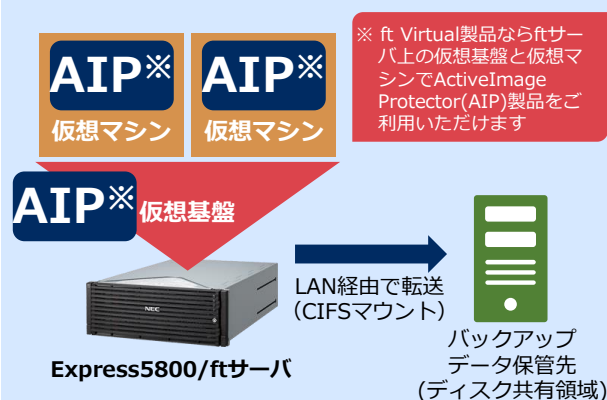 AIP※
仮想マシン
AIP※
仮想マシン
※ ft Virtual製品ならftサー
バ上の仮想基盤と仮想マ
シンでActiveImage
Protector(AIP)製品をご
利用いただけます
AIP※
仮想基盤
NEC
Express5800/ftサーバ
LAN経由で転送
(CIFSマウント)
バックアップ
データ保管先
(ディスク共有領域)